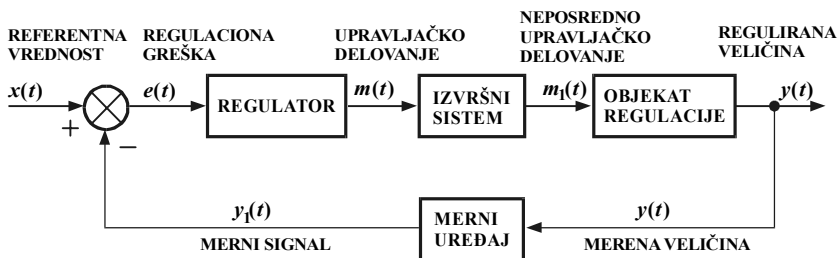 REFERENTNA
VREDNOST
x(t)
+
−
REGULACIONA
GREŠKA
e(t)
REGULATOR
UPRAVLJAČKO
DELOVANJE
m(t)
IZVRŠNI
SISTEM
NEPOSREDNO
UPRAVLJAČKO
DELOVANJE
m₁(t)
OBJEKAT
REGULACIJE
REGULIRANA
VELIČINA
y(t)
y₁(t)
MERNI SIGNAL
MERNI
UREĐAJ
y(t)
MERENA VELIČINA